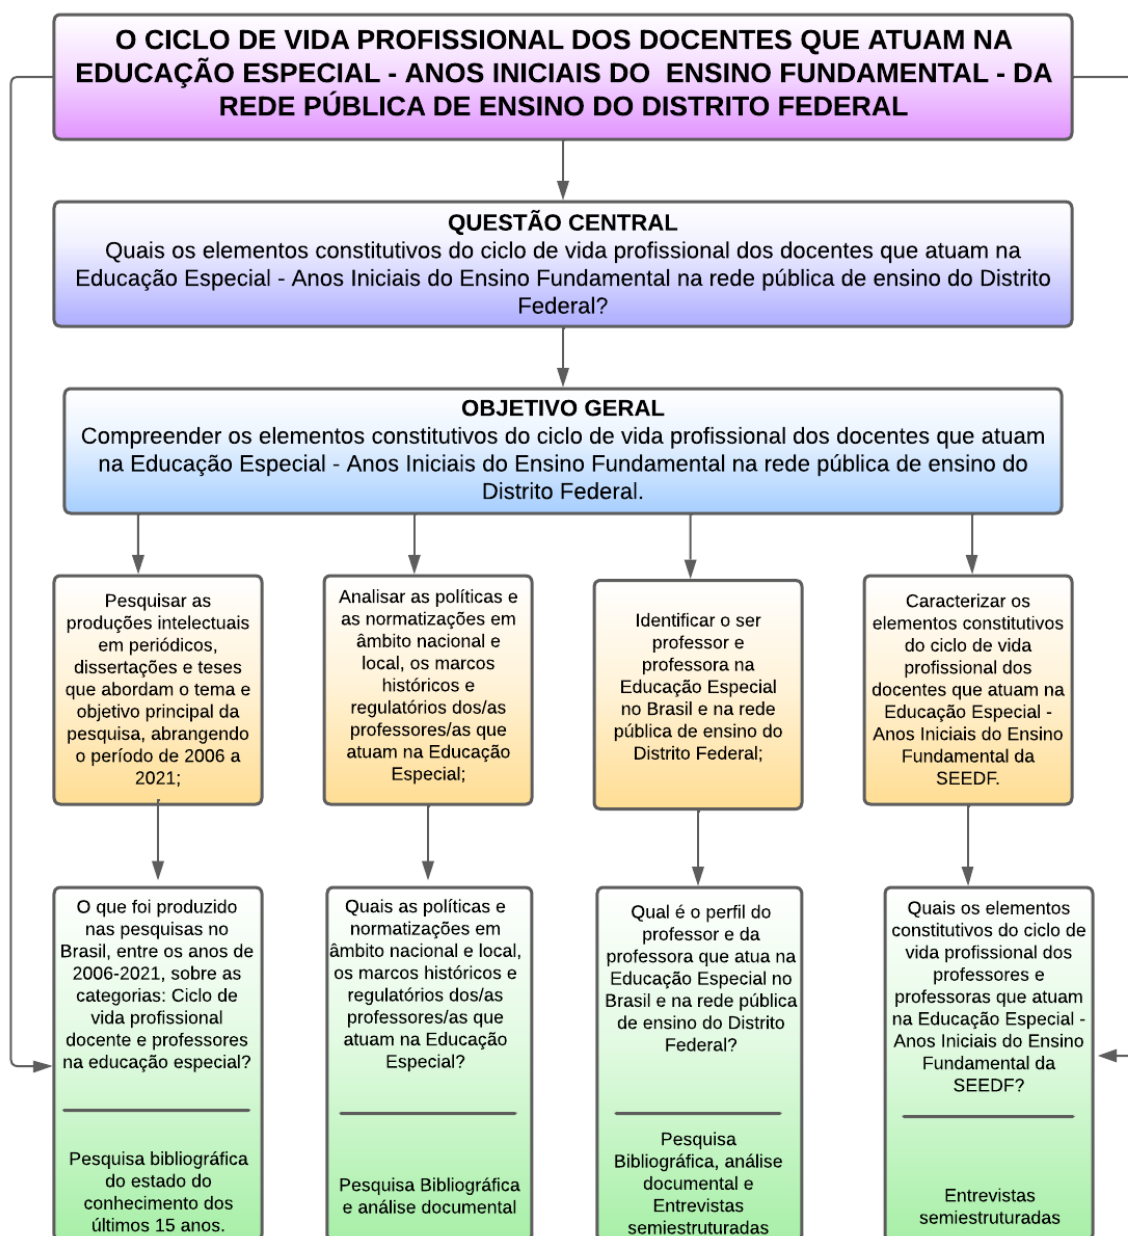 O CICLO DE VIDA PROFISSIONAL DOS DOCENTES QUE ATUAM NA
EDUCAÇÃO ESPECIAL - ANOS INICIAIS DO ENSINO FUNDAMENTAL - DA
REDE PÚBLICA DE ENSINO DO DISTRITO FEDERAL
QUESTÃO CENTRAL
Quais os elementos constitutivos do ciclo de vida profissional dos docentes que atuam na
Educação Especial - Anos Iniciais do Ensino Fundamental na rede pública de ensino do Distrito
Federal?
OBJETIVO GERAL
Compreender os elementos constitutivos do ciclo de vida profissional dos docentes que atuam
na Educação Especial - Anos Iniciais do Ensino Fundamental na rede pública de ensino do
Distrito Federal.
Pesquisar as
produções intelectuais
em periódicos,
dissertações e teses
que abordam o tema e
objetivo principal da
pesquisa, abrangendo
o período de 2006 a
2021;
Analisar as políticas e
as normatizações em
âmbito nacional e
local, os marcos
históricos e
regulatórios dos/as
professores/as que
atuam na Educação
Especial;
Identificar o ser
professor e
professora na
Educação Especial
no Brasil e na rede
pública de ensino do
Distrito Federal;
Caracterizar os
elementos constitutivos
do ciclo de vida
profissional dos
docentes que atuam na
Educação Especial -
Anos Iniciais do Ensino
Fundamental da
SEEDF.
O que foi produzido
nas pesquisas no
Brasil, entre os anos de
2006-2021, sobre as
categorias: Ciclo de
vida profissional
docente e professores
na educação especial?
Pesquisa bibliográfica
do estado do
conhecimento dos
últimos 15 anos.
Quais as políticas e
normatizações em
âmbito nacional e local,
os marcos históricos e
regulatórios dos/as
professores/as que
atuam na Educação
Especial?
Pesquisa Bibliográfica
e análise documental
Qual é o perfil do
professor e da
professora que atua na
Educação Especial no
Brasil e na rede pública
de ensino do Distrito
Federal?
Pesquisa
Bibliográfica, análise
documental e
Entrevistas
semiestruturadas
Quais os elementos
constitutivos do ciclo de
vida profissional dos
professores e
professoras que atuam
na Educação Especial -
Anos Iniciais do Ensino
Fundamental da
SEEDF?
Entrevistas
semiestruturadas